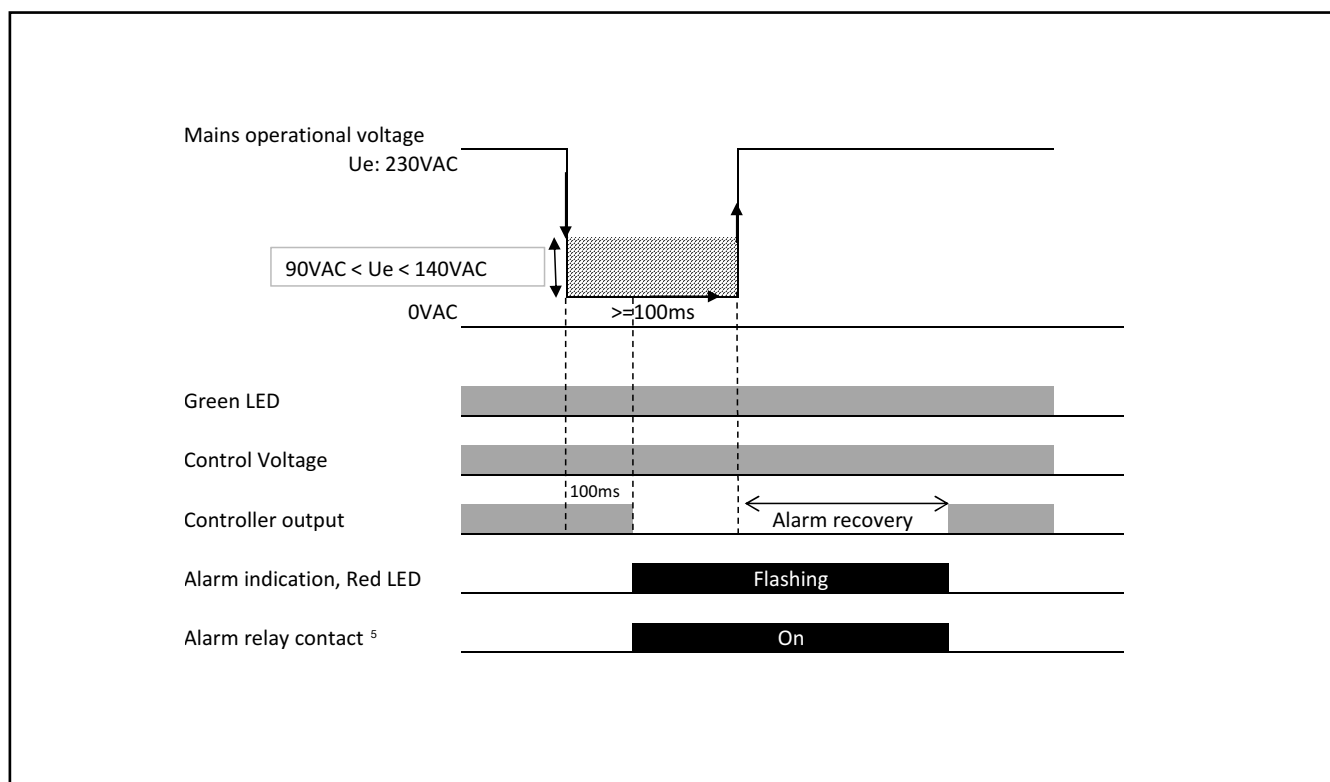 Mains operational voltage
Ue: 230VAC
90VAC < Ue < 140VAC
0VAC
>=100ms
Green LED
Control Voltage
100ms
Controller output
Alarm recovery
Alarm indication, Red LED
Flashing
Alarm relay contact ⁵
On